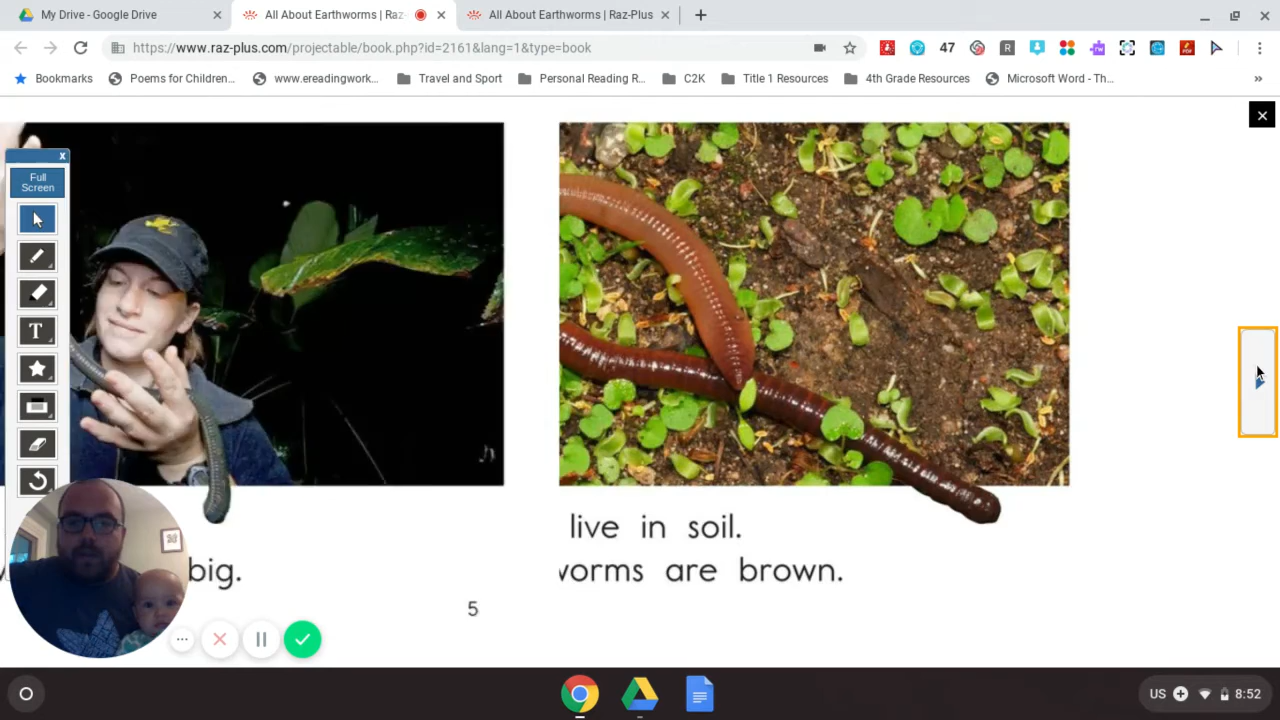 My Drive - Google Drive
All About Earthworms | Raz-
All About Earthworms | Raz-Plus
https://www.raz-plus.com/projectable/book.php?id=2161&lang=1&type=book
47
R
PDF
Bookmarks
Poems for Children...
www.ereadingwork...
Travel and Sport
Personal Reading R...
C2K
Title 1 Resources
4th Grade Resources
Microsoft Word - Th...
»
x
Full
Screen
T
big.
5
live in soil.
worms are brown.
US
8:52